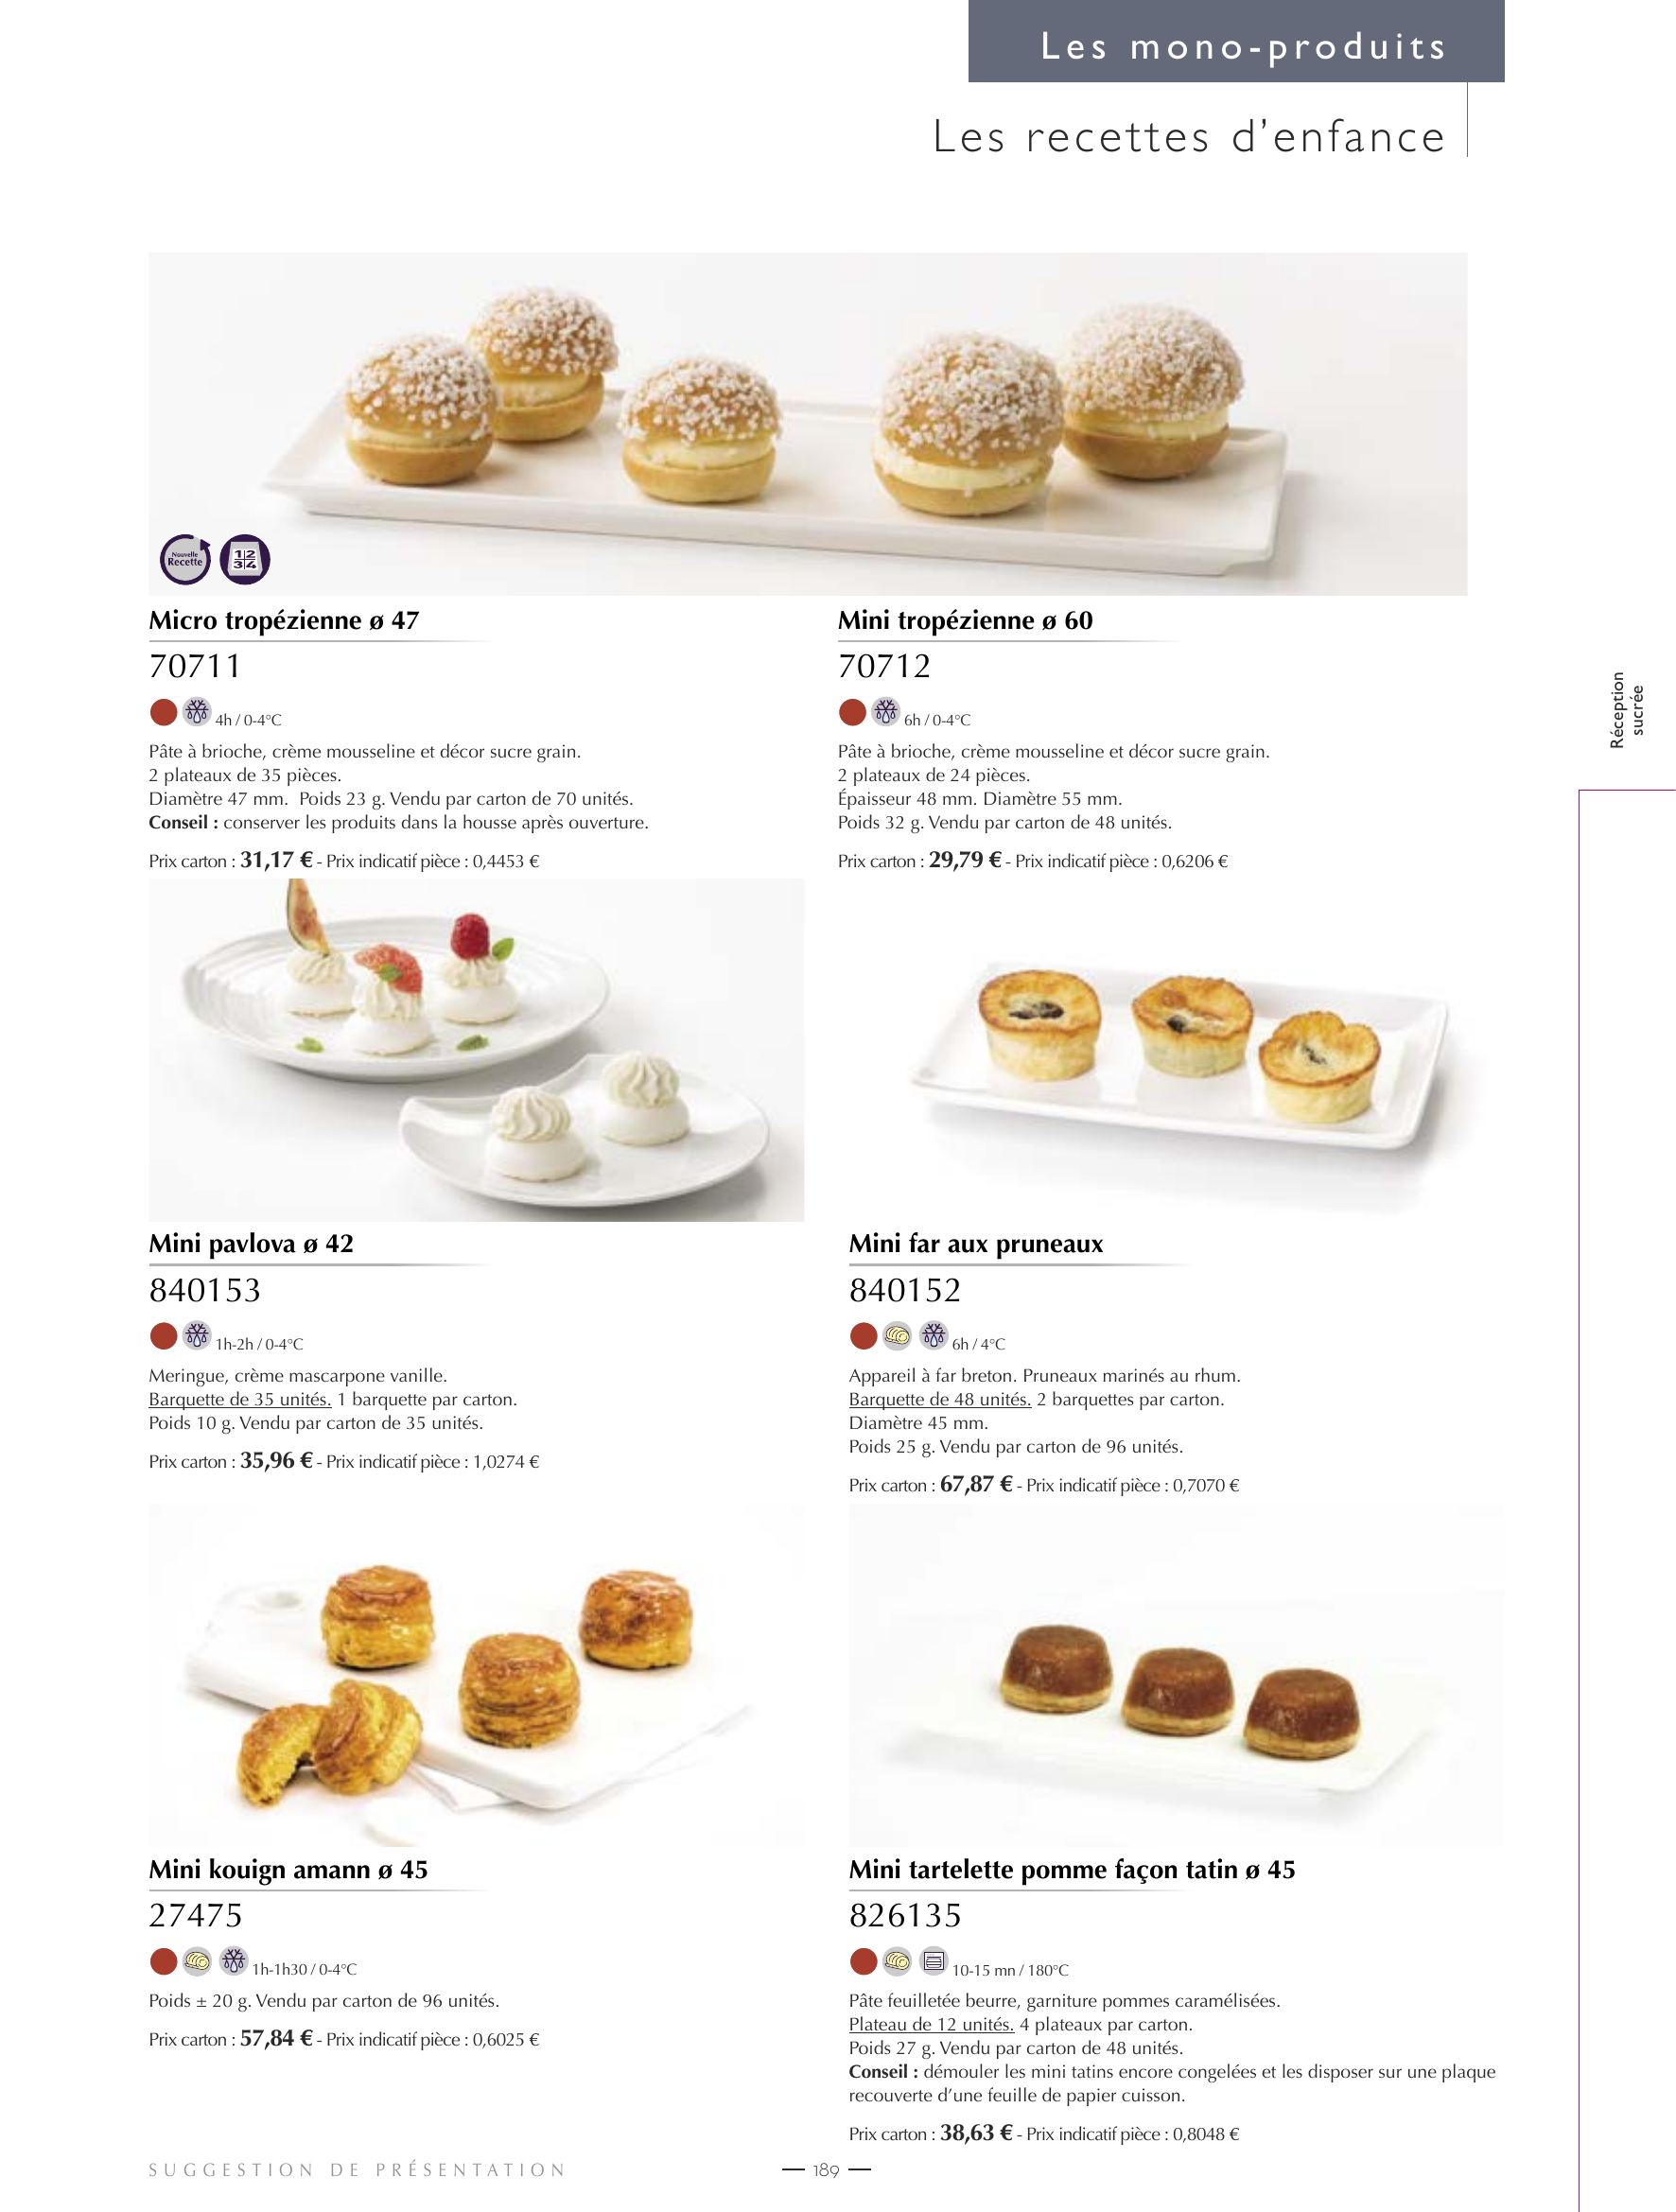 Les mono-produits
Les recettes d’enfance
Nouvelle
Recette
1 2
3 4
Micro tropézienne ø 47
70711
4h / 0-4°C
Pâte à brioche, crème mousseline et décor sucre grain.
2 plateaux de 35 pièces.
Diamètre 47 mm.  Poids 23 g. Vendu par carton de 70 unités.
Conseil : conserver les produits dans la housse après ouverture.
Prix carton : 31,17 € - Prix indicatif pièce : 0,4453 €
Mini tropézienne ø 60
70712
6h / 0-4°C
Pâte à brioche, crème mousseline et décor sucre grain.
2 plateaux de 24 pièces.
Épaisseur 48 mm. Diamètre 55 mm.
Poids 32 g. Vendu par carton de 48 unités.
Prix carton : 29,79 € - Prix indicatif pièce : 0,6206 €
Réception
sucrée
Mini pavlova ø 42
840153
1h-2h / 0-4°C
Meringue, crème mascarpone vanille.
Barquette de 35 unités. 1 barquette par carton.
Poids 10 g. Vendu par carton de 35 unités.
Prix carton : 35,96 € - Prix indicatif pièce : 1,0274 €
Mini far aux pruneaux
840152
6h / 4°C
Appareil à far breton. Pruneaux marinés au rhum.
Barquette de 48 unités. 2 barquettes par carton.
Diamètre 45 mm.
Poids 25 g. Vendu par carton de 96 unités.
Prix carton : 67,87 € - Prix indicatif pièce : 0,7070 €
Mini kouign amann ø 45
27475
1h-1h30 / 0-4°C
Poids ± 20 g. Vendu par carton de 96 unités.
Prix carton : 57,84 € - Prix indicatif pièce : 0,6025 €
Mini tartelette pomme façon tatin ø 45
826135
10-15 mn / 180°C
Pâte feuilletée beurre, garniture pommes caramélisées.
Plateau de 12 unités. 4 plateaux par carton.
Poids 27 g. Vendu par carton de 48 unités.
Conseil : démouler les mini tatins encore congelées et les disposer sur une plaque
recouverte d’une feuille de papier cuisson.
Prix carton : 38,63 € - Prix indicatif pièce : 0,8048 €
SUGGESTION DE PRÉSENTATION
— 189 —